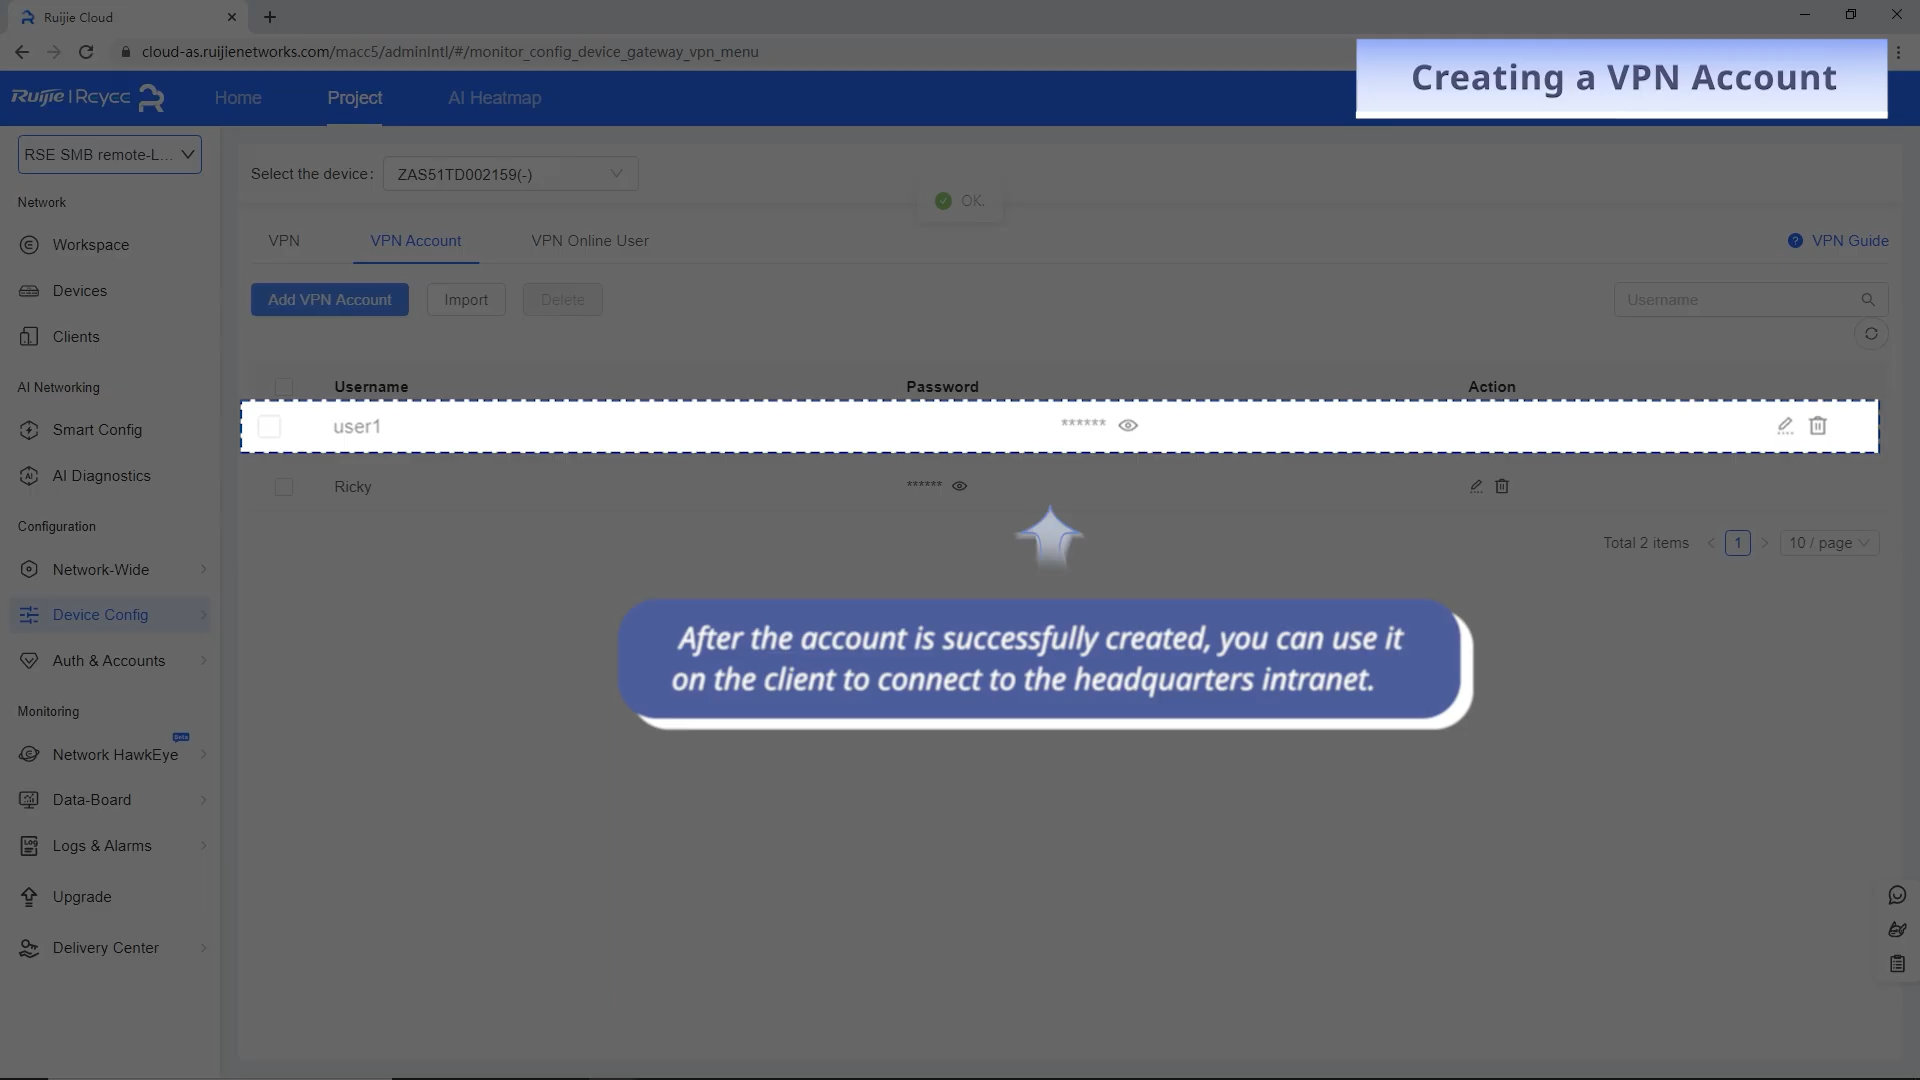 Ruijie Cloud
cloud-as.ruijienetworks.com/macc5/adminIntl/#/monitor_config_device_gateway_vpn_menu
Creating a VPN Account
Ruijie | Rcycc
Home
Project
AI Heatmap
RSE SMB remote-L...
Select the device:
ZAS51TD002159(-)
OK.
Network
Workspace
Devices
Clients
AI Networking
Smart Config
AI Diagnostics
Configuration
Network-Wide
Device Config
Auth & Accounts
Monitoring
Beta
Network HawkEye
Data-Board
Logs & Alarms
Upgrade
Delivery Center
VPN
VPN Account
VPN Online User
VPN Guide
Add VPN Account
Import
Delete
Username
Username
Password
Action
user1
******
Ricky
******
Total 2 items
1
10 / page
After the account is successfully created, you can use it
on the client to connect to the headquarters intranet.